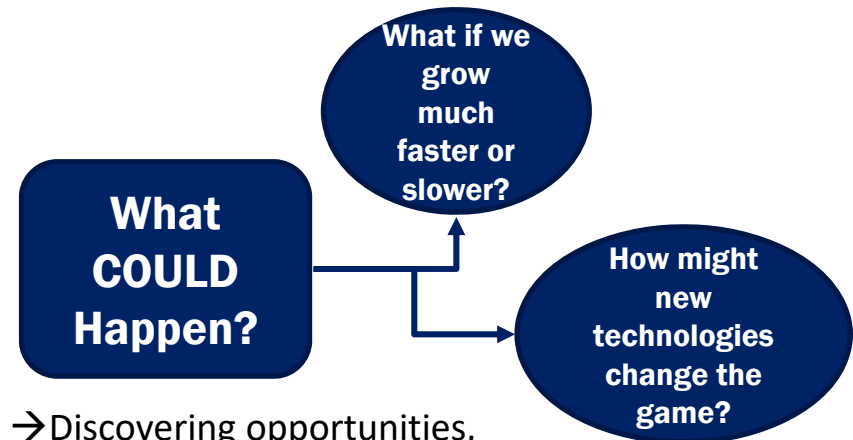 What if we
grow
much
faster or
slower?
What
COULD
Happen?
How might
new
technologies
change the
game?
→Discovering opportunities.